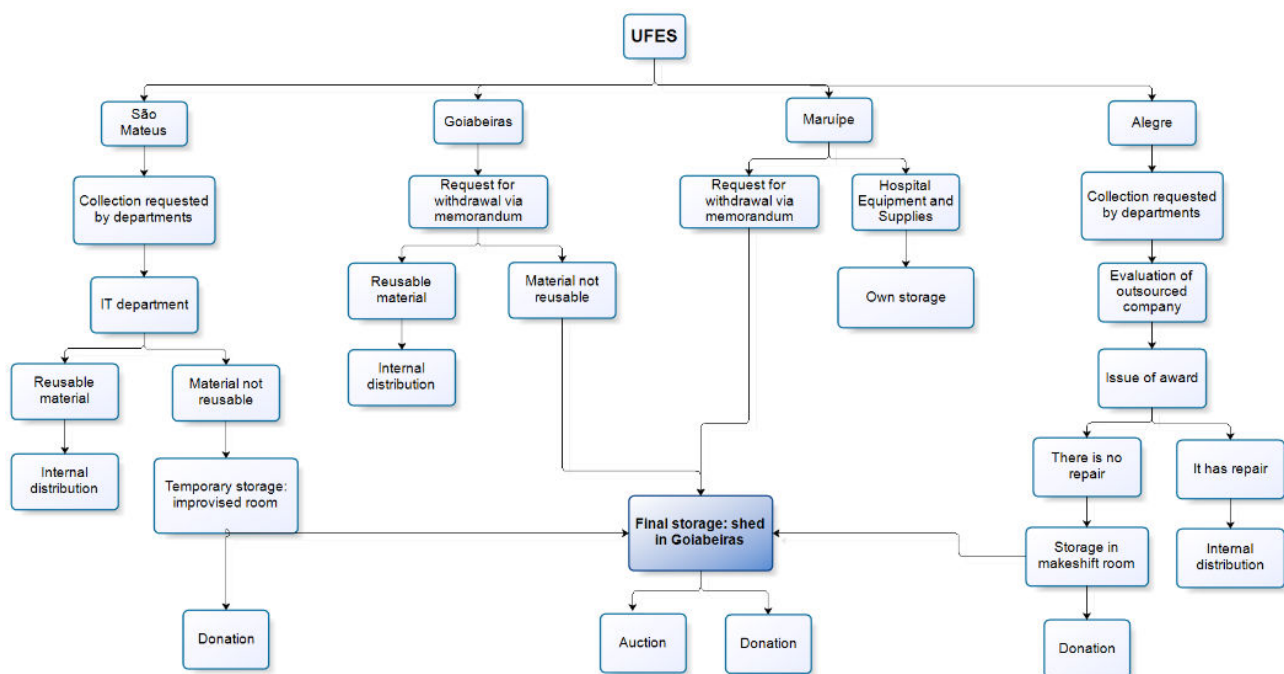 UFES
São
Mateus
Goiabeiras
Maruípe
Alegre
Collection requested
by departments
Request for
withdrawal via
memorandum
Request for
withdrawal via
memorandum
Hospital
Equipment and
Supplies
Collection requested
by departments
IT department
Reusable
material
Material not
reusable
Own storage
Evaluation of
outsourced
company
Reusable
material
Material not
reusable
Internal
distribution
Issue of award
Internal
distribution
Temporary storage:
improvised room
There is no
repair
It has repair
Final storage: shed
in Goiabeiras
Storage in
makeshift room
Internal
distribution
Donation
Auction
Donation
Donation